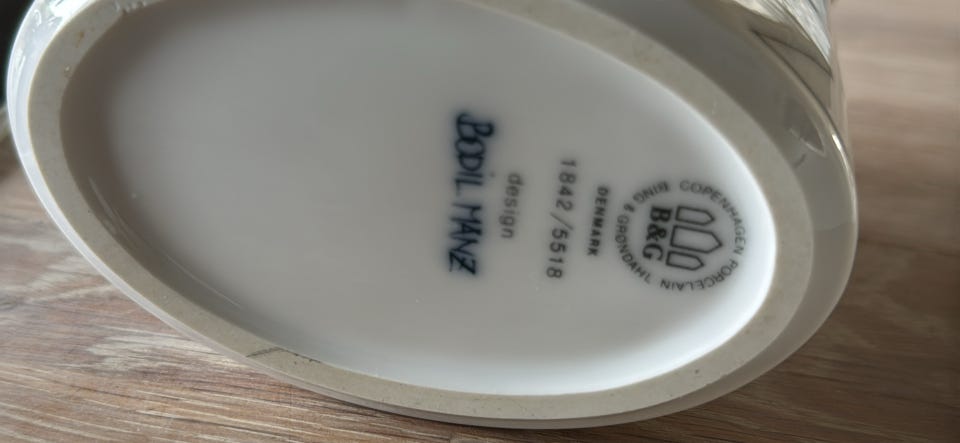 COPENHAGEN PORCELAIN
B&G
BING & GRØNDAHL
DENMARK
1842/5518
design
BODIL MANZ